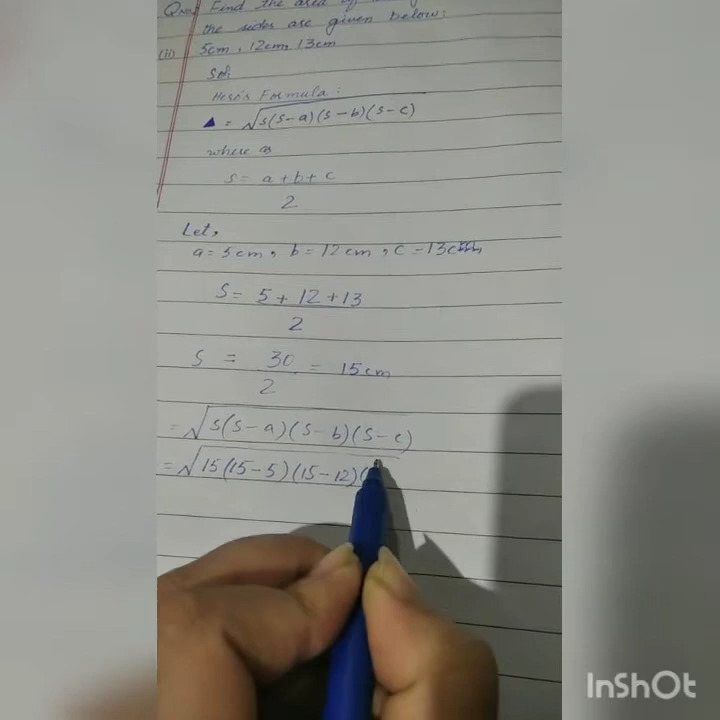 Find the area of
the sides are given below:
(ii) 5cm, 12cm, 13cm
Sol:
Hero's Formula:
▲ = √s(s-a)(s-b)(s-c)
where as
s = a+b+c
2
Let,
a = 5cm, b = 12cm, c = 13cm
S = 5 + 12 + 13
2
S = 30 = 15cm
2
= √s(s-a)(s-b)(s-c)
= √15(15-5)(15-12)(
InShOt